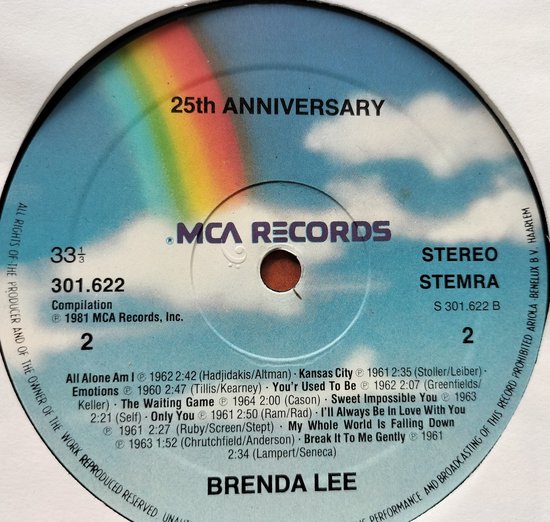 25th ANNIVERSARY
MCA RECORDS
33 1/3
301.622
Compilation
℗ 1981 MCA Records, Inc.
2
STEREO
STEMRA
S 301.622 B
2
All Alone Am I ℗ 1962 2:42 (Hadjidakis/Altman) · Kansas City ℗ 1961 2:35 (Stoller/Leiber) ·
Emotions ℗ 1960 2:47 (Tillis/Kearney) · You'r Used To Be ℗ 1962 2:07 (Greenfields/
Keller) · The Waiting Game ℗ 1964 2:00 (Cason) · Sweet Impossible You ℗ 1963
2:21 (Self) · Only You ℗ 1961 2:50 (Ram/Rad) · I'll Always Be In Love With You
℗ 1961 2:27 (Ruby/Screen/Stept) · My Whole World Is Falling Down
℗ 1963 1:52 (Chrutchfield/Anderson) · Break It To Me Gently ℗ 1961
2:34 (Lampert/Seneca)
BRENDA LEE
ALL RIGHTS OF THE PRODUCER AND OF THE OWNER OF THE WORK REPRODUCED RESERVED PERFORMANCE AND BROADCASTING OF THIS RECORD PROHIBITED ARIOLA-BENELUX B.V. HAARLEM